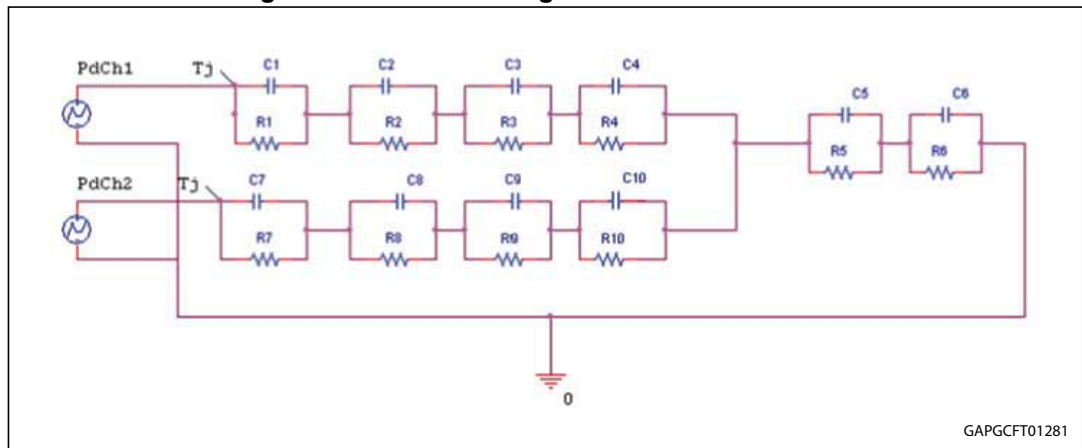 PdCh1 Tj C1 C2 C3 C4
C5 C6
R1 R2 R3 R4
R5 R6
PdCh2 Tj C7 C8 C9 C10
R7 R8 R9 R10
0
GAPGCFT01281